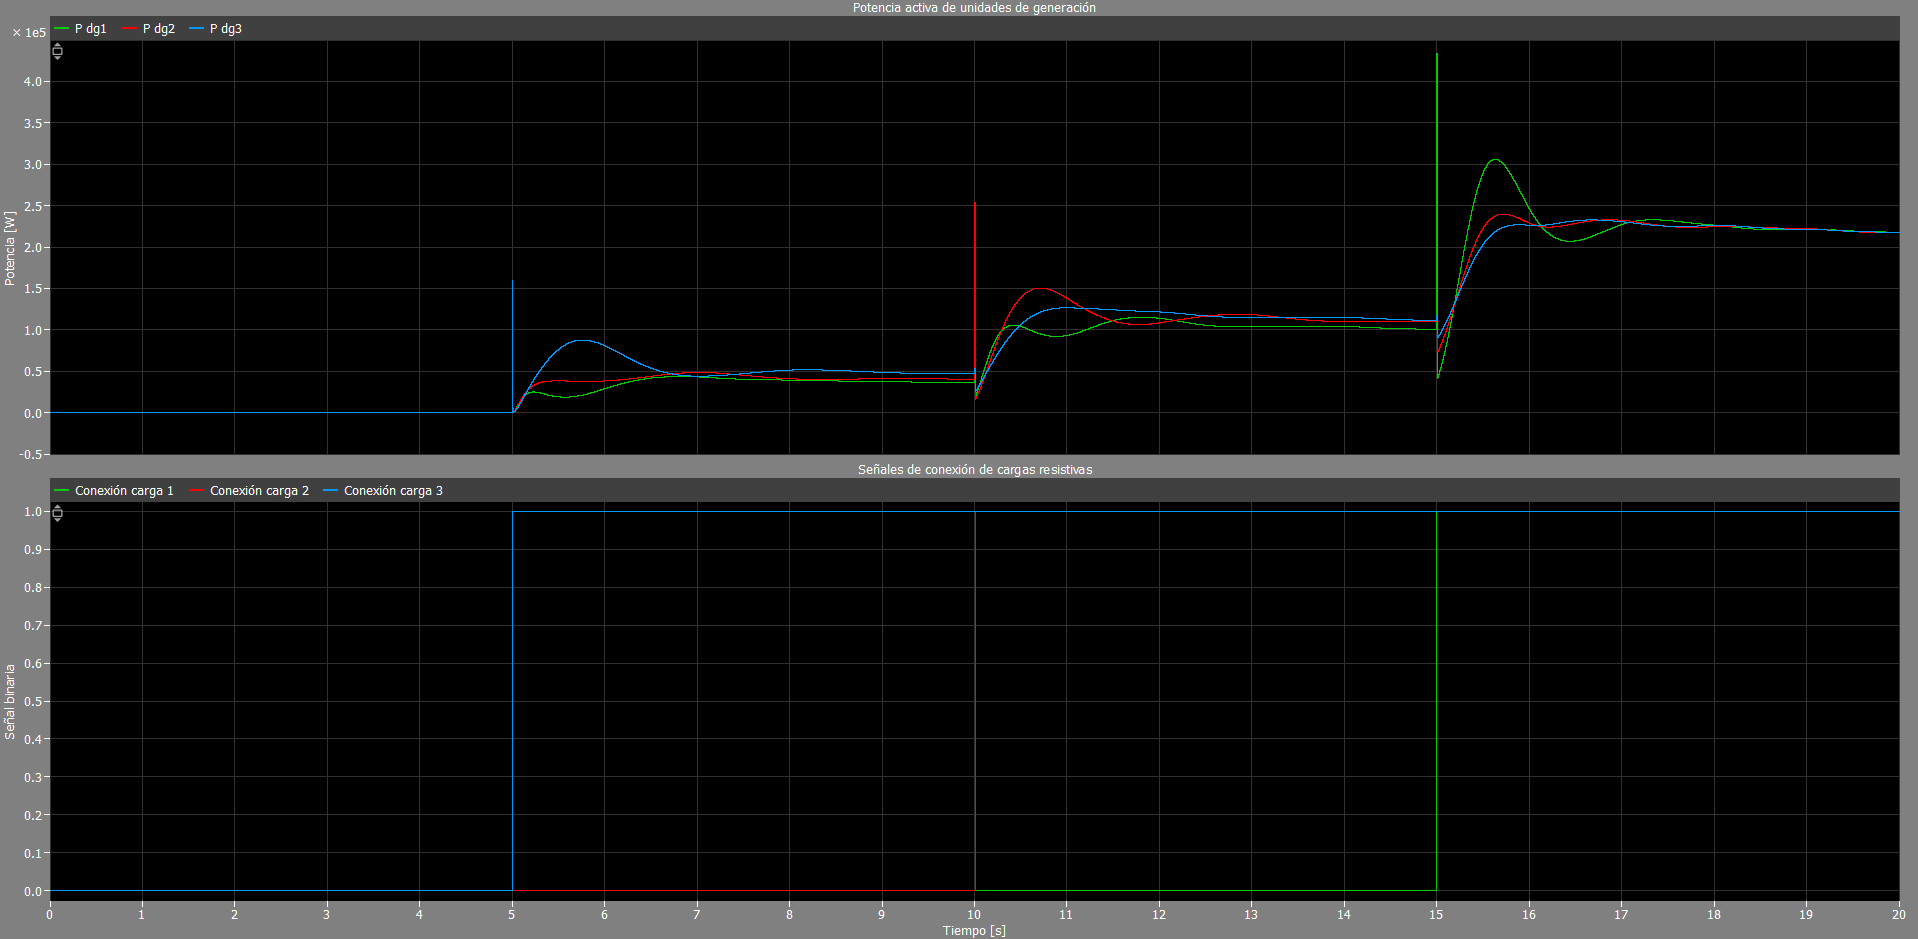 Potencia activa de unidades de generación
P dg1 P dg2 P dg3
× 1e5
4.0
3.5
3.0
2.5
2.0
1.5
1.0
0.5
0.0
-0.5
Potencia [W]
Señales de conexión de cargas resistivas
Conexión carga 1 Conexión carga 2 Conexión carga 3
1.0
0.9
0.8
0.7
0.6
0.5
0.4
0.3
0.2
0.1
0.0
Señal binaria
0 1 2 3 4 5 6 7 8 9 10 11 12 13 14 15 16 17 18 19 20
Tiempo [s]